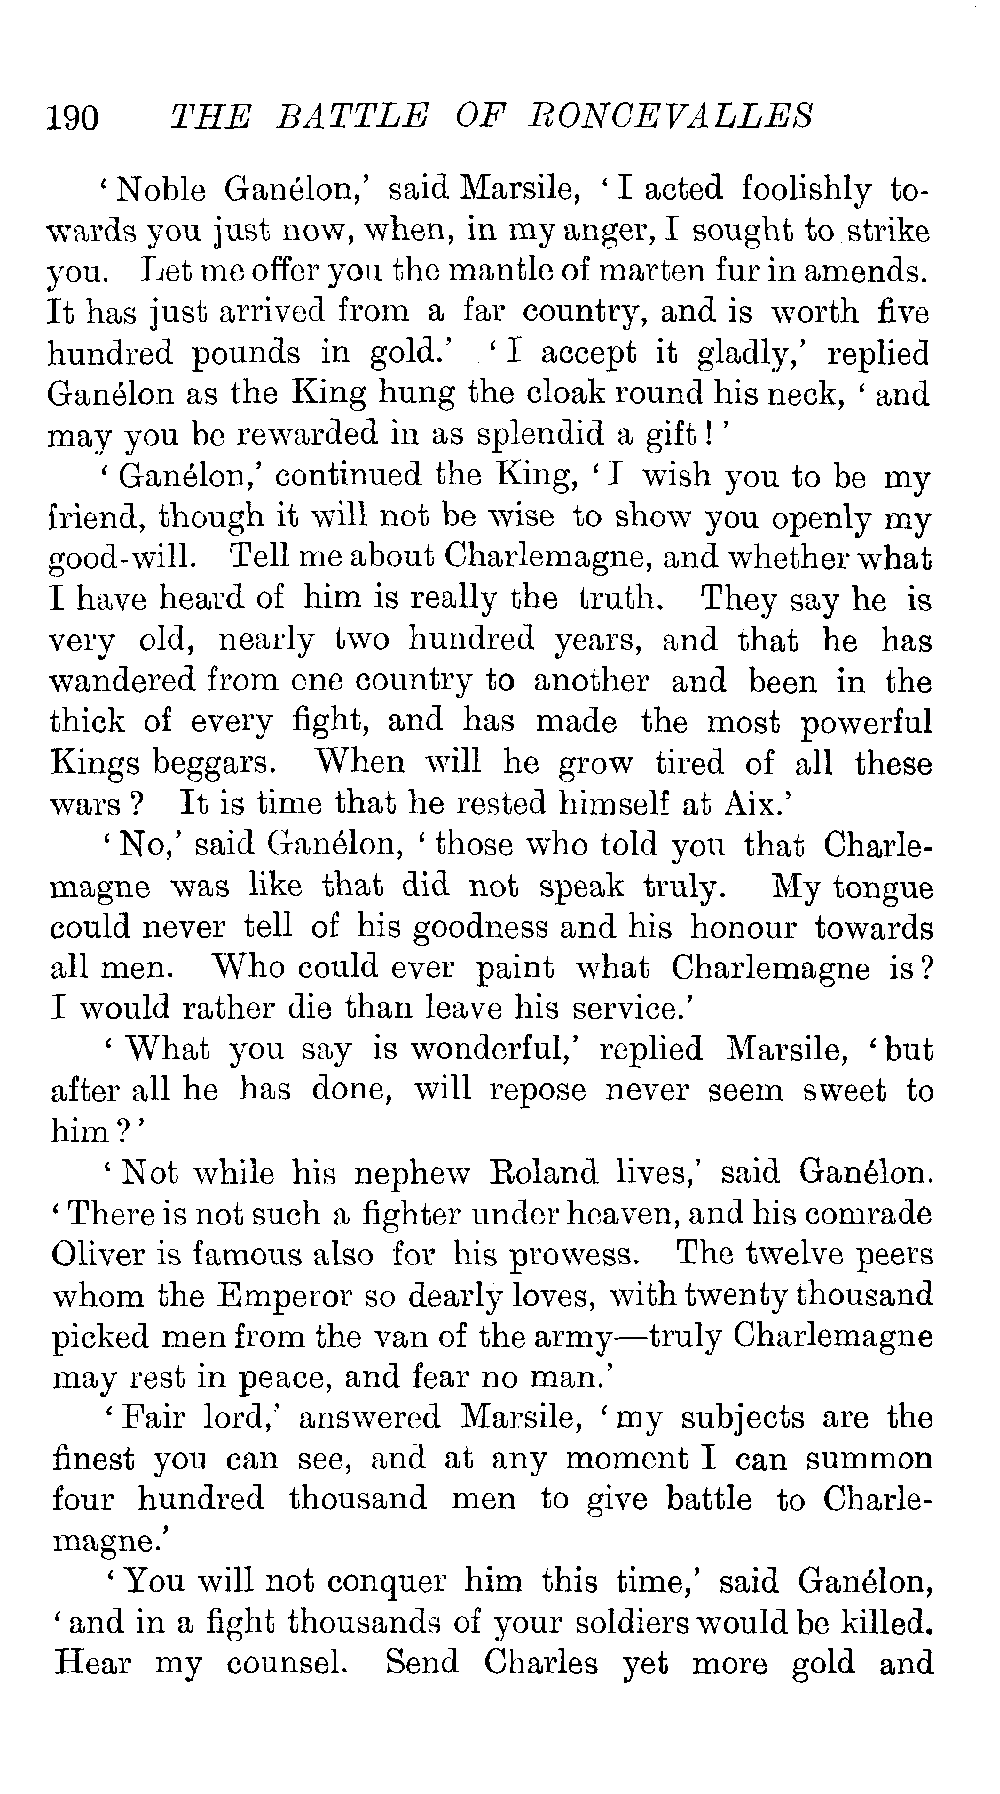 190 THE BATTLE OF RONCEVALLES
‘Noble Ganélon,’ said Marsile, ‘I acted foolishly to-
wards you just now, when, in my anger, I sought to strike
you. Let me offer you the mantle of marten fur in amends.
It has just arrived from a far country, and is worth five
hundred pounds in gold.’ ‘I accept it gladly,’ replied
Ganélon as the King hung the cloak round his neck, ‘and
may you be rewarded in as splendid a gift!’
‘Ganélon,’ continued the King, ‘I wish you to be my
friend, though it will not be wise to show you openly my
good-will. Tell me about Charlemagne, and whether what
I have heard of him is really the truth. They say he is
very old, nearly two hundred years, and that he has
wandered from one country to another and been in the
thick of every fight, and has made the most powerful
Kings beggars. When will he grow tired of all these
wars? It is time that he rested himself at Aix.’
‘No,’ said Ganélon, ‘those who told you that Charle-
magne was like that did not speak truly. My tongue
could never tell of his goodness and his honour towards
all men. Who could ever paint what Charlemagne is?
I would rather die than leave his service.’
‘What you say is wonderful,’ replied Marsile, ‘but
after all he has done, will repose never seem sweet to
him?’
‘Not while his nephew Roland lives,’ said Ganélon.
‘There is not such a fighter under heaven, and his comrade
Oliver is famous also for his prowess. The twelve peers
whom the Emperor so dearly loves, with twenty thousand
picked men from the van of the army—truly Charlemagne
may rest in peace, and fear no man.’
‘Fair lord,’ answered Marsile, ‘my subjects are the
finest you can see, and at any moment I can summon
four hundred thousand men to give battle to Charle-
magne.’
‘You will not conquer him this time,’ said Ganélon,
‘and in a fight thousands of your soldiers would be killed.
Hear my counsel. Send Charles yet more gold and